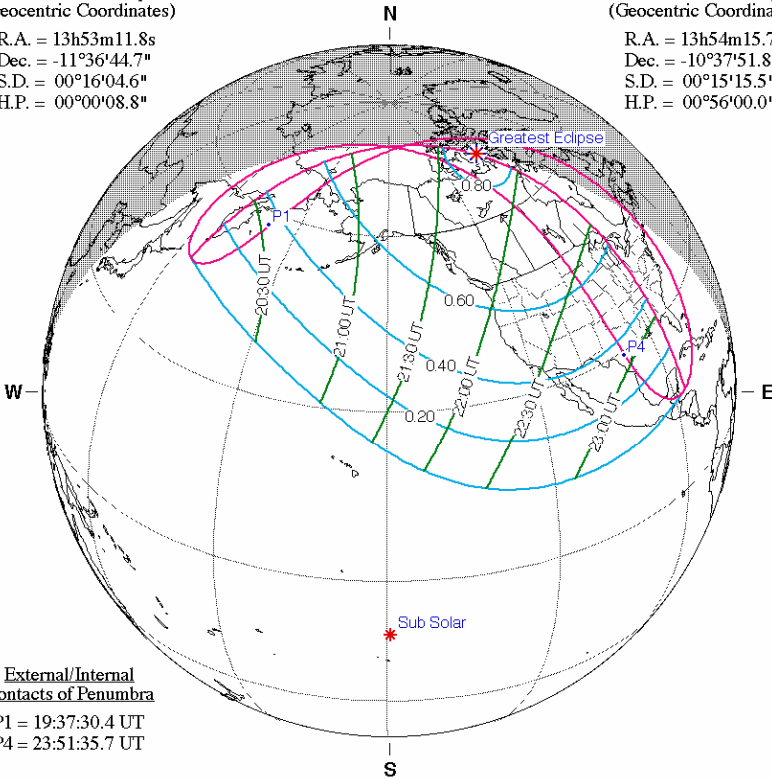 eocentric Coordinates)
R.A. = 13h53m11.8s
Dec. = -11°36'44.7"
S.D. = 00°16'04.6"
H.P. = 00°00'08.8"
N
(Geocentric Coordina
R.A. = 13h54m15.7
Dec. = -10°37'51.8
S.D. = 00°15'15.5'
H.P. = 00°56'00.0'
Greatest Eclipse
0.80
P1
20:30 UT
21:00 UT
21:30 UT
22:00 UT
22:30 UT
23:00 UT
0.60
0.40
0.20
P4
W
E
Sub Solar
External/Internal
ontacts of Penumbra
P1 = 19:37:30.4 UT
P4 = 23:51:35.7 UT
S